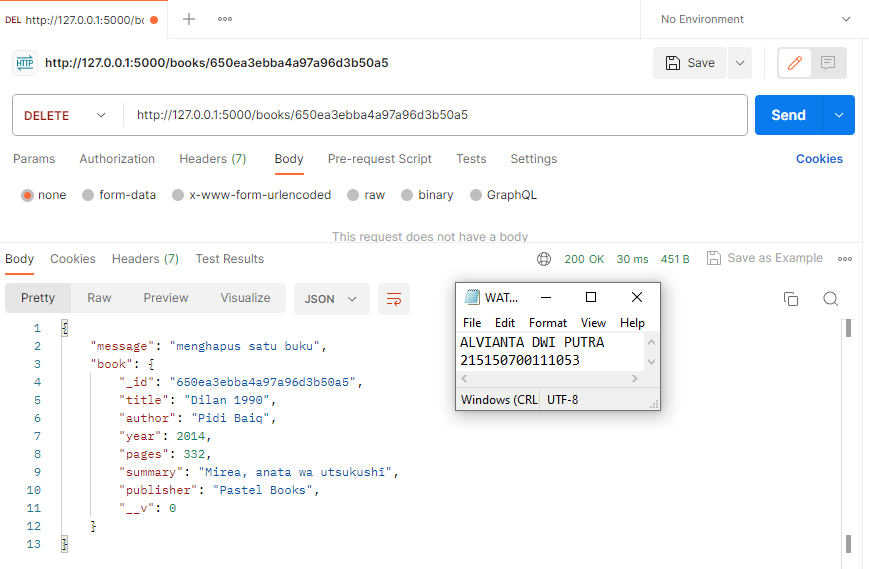 DEL http://127.0.0.1:5000/bo
No Environment
HTTP http://127.0.0.1:5000/books/650ea3ebba4a97a96d3b50a5
Save
DELETE http://127.0.0.1:5000/books/650ea3ebba4a97a96d3b50a5 Send
Params Authorization Headers (7) Body Pre-request Script Tests Settings Cookies
none form-data x-www-form-urlencoded raw binary GraphQL
This request does not have a body
Body Cookies Headers (7) Test Results 200 OK 30 ms 451 B Save as Example
Pretty Raw Preview Visualize JSON
1 {
2 "message": "menghapus satu buku",
3 "book": {
4 "_id": "650ea3ebba4a97a96d3b50a5",
5 "title": "Dilan 1990",
6 "author": "Pidi Baiq",
7 "year": 2014,
8 "pages": 332,
9 "summary": "Mirea, anata wa utsukushī",
10 "publisher": "Pastel Books",
11 "__v": 0
12 }
13 }
WAT...
File Edit Format View Help
ALVIANTA DWI PUTRA
215150700111053
Windows (CRL UTF-8